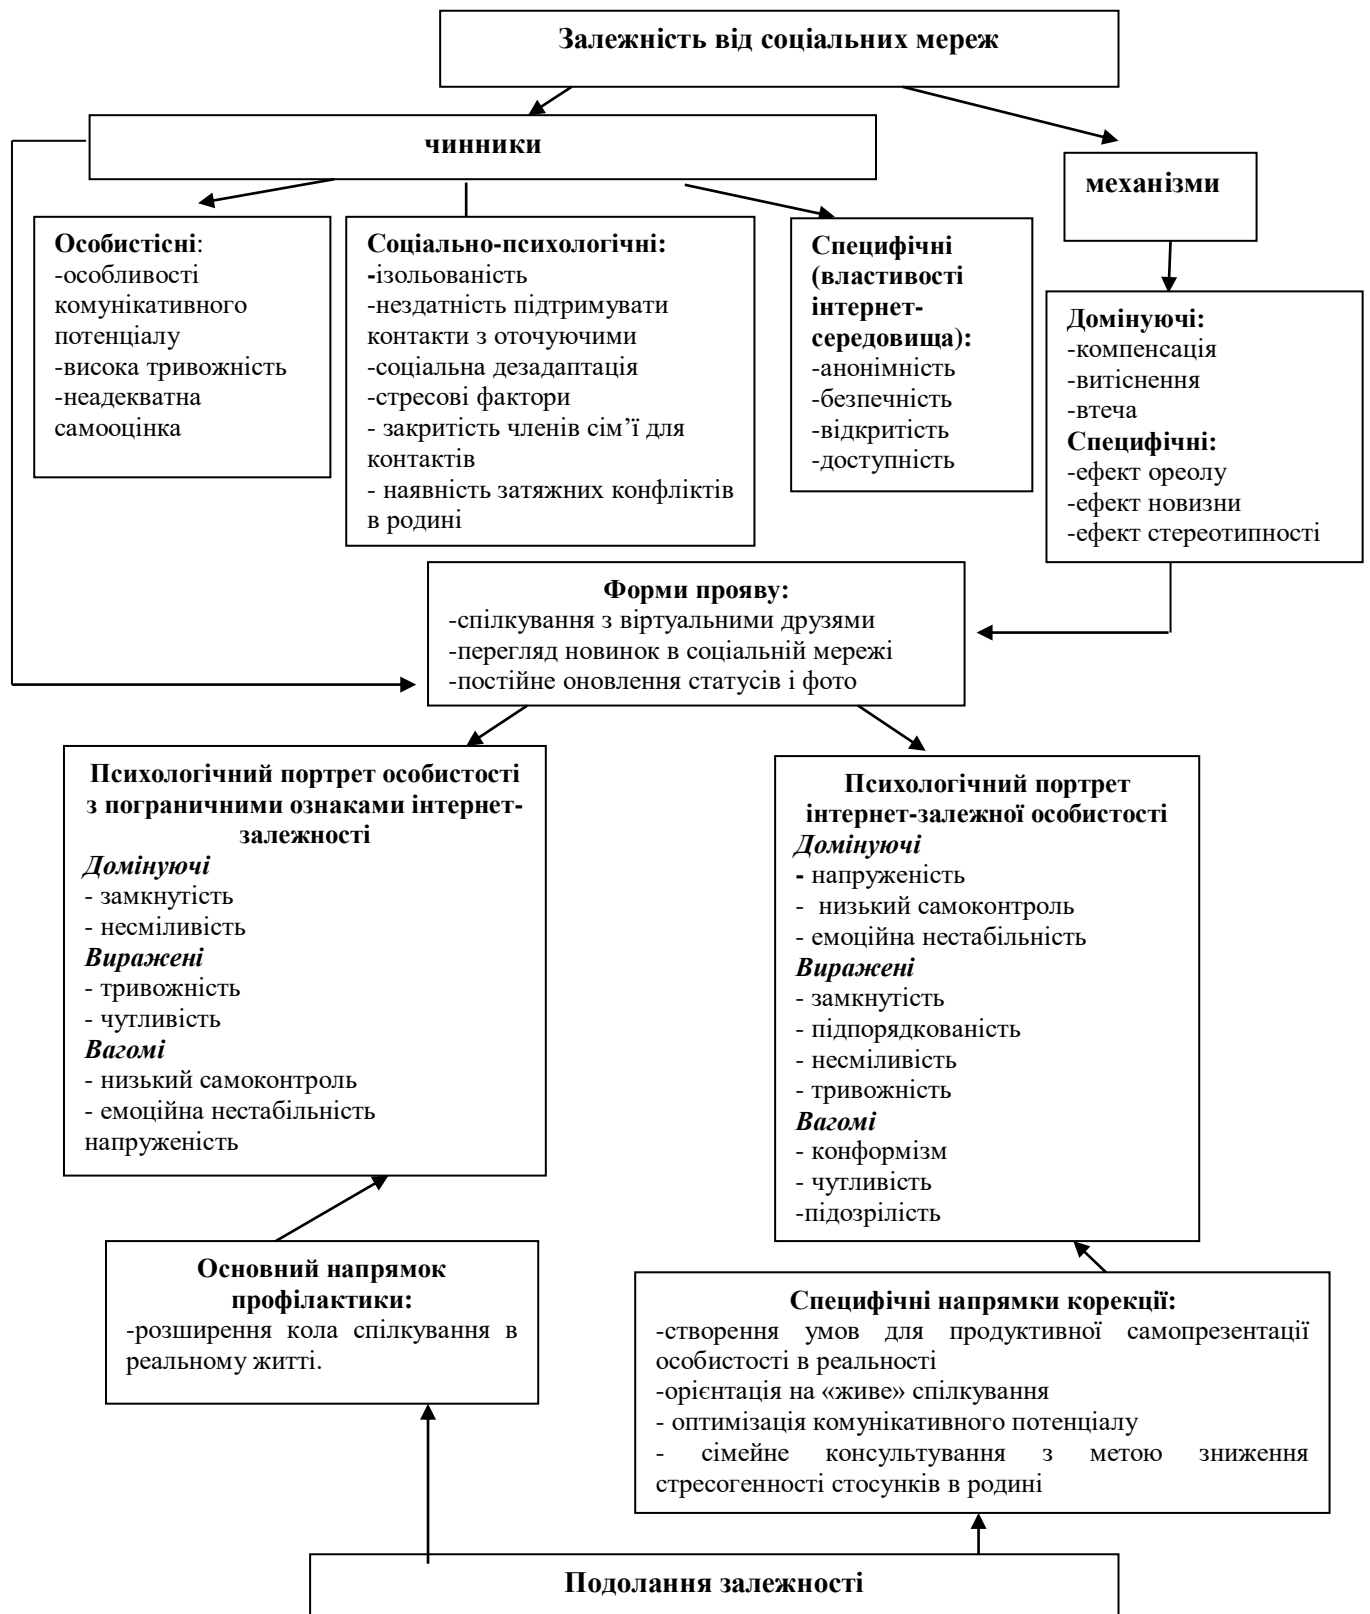 Залежність від соціальних мереж
чинники
механізми
Особистісні:
-особливості
комунікативного
потенціалу
-висока тривожність
-неадекватна
самооцінка
Соціально-психологічні:
-ізольованість
-нездатність підтримувати
контакти з оточуючими
-соціальна дезадаптація
-стресові фактори
- закритість членів сім’ї для
контактів
- наявність затяжних конфліктів
в родині
Специфічні
(властивості
інтернет-
середовища):
-анонімність
-безпечність
-відкритість
-доступність
Домінуючі:
-компенсація
-витіснення
-втеча
Специфічні:
-ефект ореолу
-ефект новизни
-ефект стереотипності
Форми прояву:
-спілкування з віртуальними друзями
-перегляд новинок в соціальній мережі
-постійне оновлення статусів і фото
Психологічний портрет особистості
з пограничними ознаками інтернет-
залежності
Домінуючі
- замкнутість
- несміливість
Виражені
- тривожність
- чутливість
Вагомі
- низький самоконтроль
- емоційна нестабільність
напруженість
Психологічний портрет
інтернет-залежної особистості
Домінуючі
- напруженість
- низький самоконтроль
- емоційна нестабільність
Виражені
- замкнутість
- підпорядкованість
- несміливість
- тривожність
Вагомі
- конформізм
- чутливість
-підозрілість
Основний напрямок
профілактики:
-розширення кола спілкування в
реальному житті.
Специфічні напрямки корекції:
-створення умов для продуктивної самопрезентації
особистості в реальності
-орієнтація на «живе» спілкування
- оптимізація комунікативного потенціалу
- сімейне консультування з метою зниження
стресогенності стосунків в родині
Подолання залежності